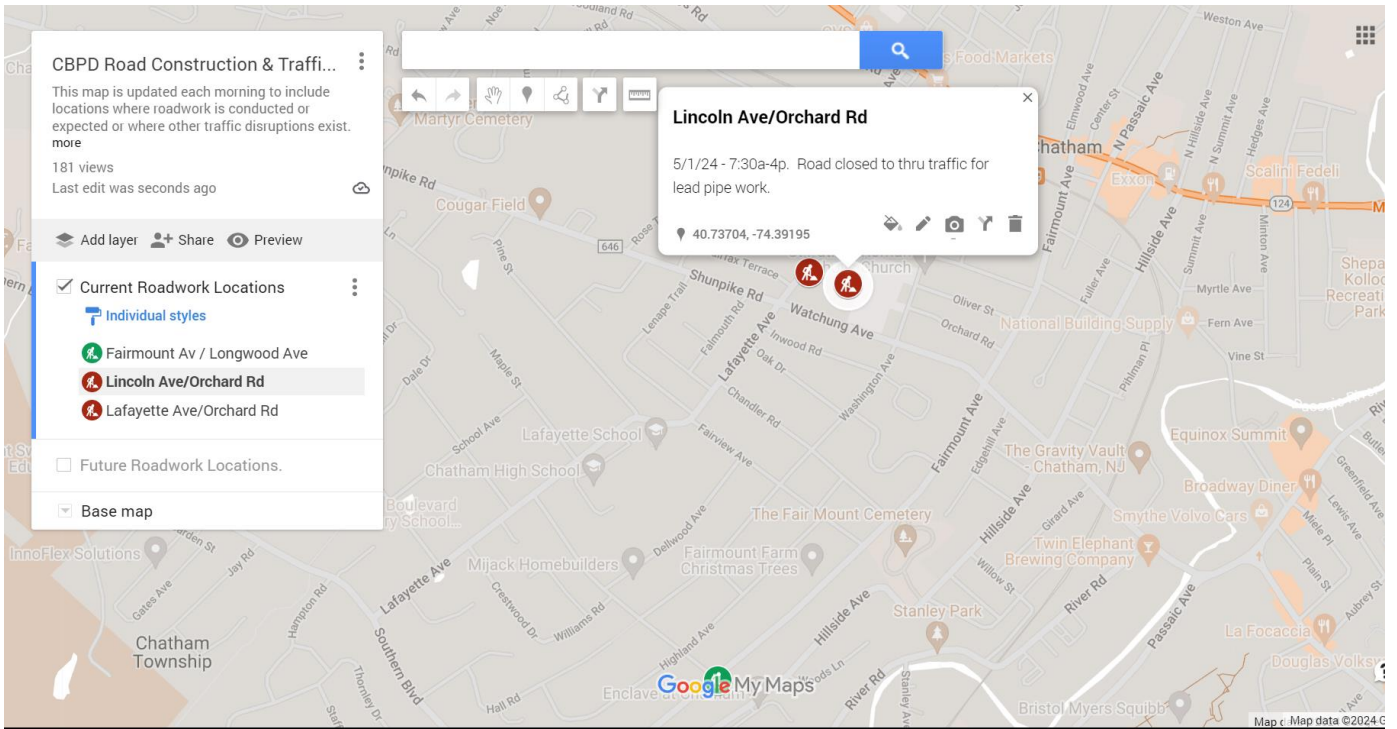 CBPD Road Construction & Traffi...
This map is updated each morning to include
locations where roadwork is conducted or
expected or where other traffic disruptions exist.
more
181 views
Last edit was seconds ago
Add layer
Share
Preview
Current Roadwork Locations
Individual styles
Fairmount Av / Longwood Ave
Lincoln Ave/Orchard Rd
Lafayette Ave/Orchard Rd
Future Roadwork Locations.
Base map
Lincoln Ave/Orchard Rd
5/1/24 - 7:30a-4p. Road closed to thru traffic for
lead pipe work.
40.73704, -74.39195
Weston Ave
Food Markets
Martyr Cemetery
Elmwood Ave
Center St
N Passaic Ave
N Hillside Ave
N Summit Ave
Hedges Ave
hatham
Exxon
Scalini Fedeli
124
Cougar Field
646
Pine St
Fairmount Ave
Hillside Ave
Summit Ave
Minton Ave
Terrace
Church
Shunpike Rd
Lenape Trail
Falmouth Rd
Watchung Ave
Oliver St
Orchard Rd
Myrtle Ave
Fuller Ave
National Building Supply
Fern Ave
Vine St
Inwood Rd
Oak Dr
Lafayette Ave
Washington Ave
Pihlman Pl
Dale Dr
Maple St
Chandler Rd
School Ave
Lafayette School
Fairview Ave
Fairmount Ave
Edgehill Ave
Chatham High School
The Gravity Vault
- Chatham, NJ
Equinox Summit
Broadway Diner
Greenfield Ave
Lewis Ave
The Fair Mount Cemetery
Hillside Ave
Girard Ave
Smythe Volvo Cars
Miele Pl
Dellwood Ave
Twin Elephant
Brewing Company
InnoFlex Solutions
Jay Rd
Mijack Homebuilders
Fairmount Farm
Christmas Trees
Willow St
River Rd
Plain St
Aubrey St
Gates Ave
Hampton Rd
Lafayette Ave
Crestwood Dr
Williams Rd
Hillside Ave
Stanley Park
Passaic Ave
La Focaccia
Chatham
Township
Southern Blvd
Highland Ave
Thornley Dr
Hall Rd
Enclave
Google My Maps
Woods Ln
River Rd
Stanley Ave
Bristol Myers Squibb
Douglas Volksw
Map data ©2024 G